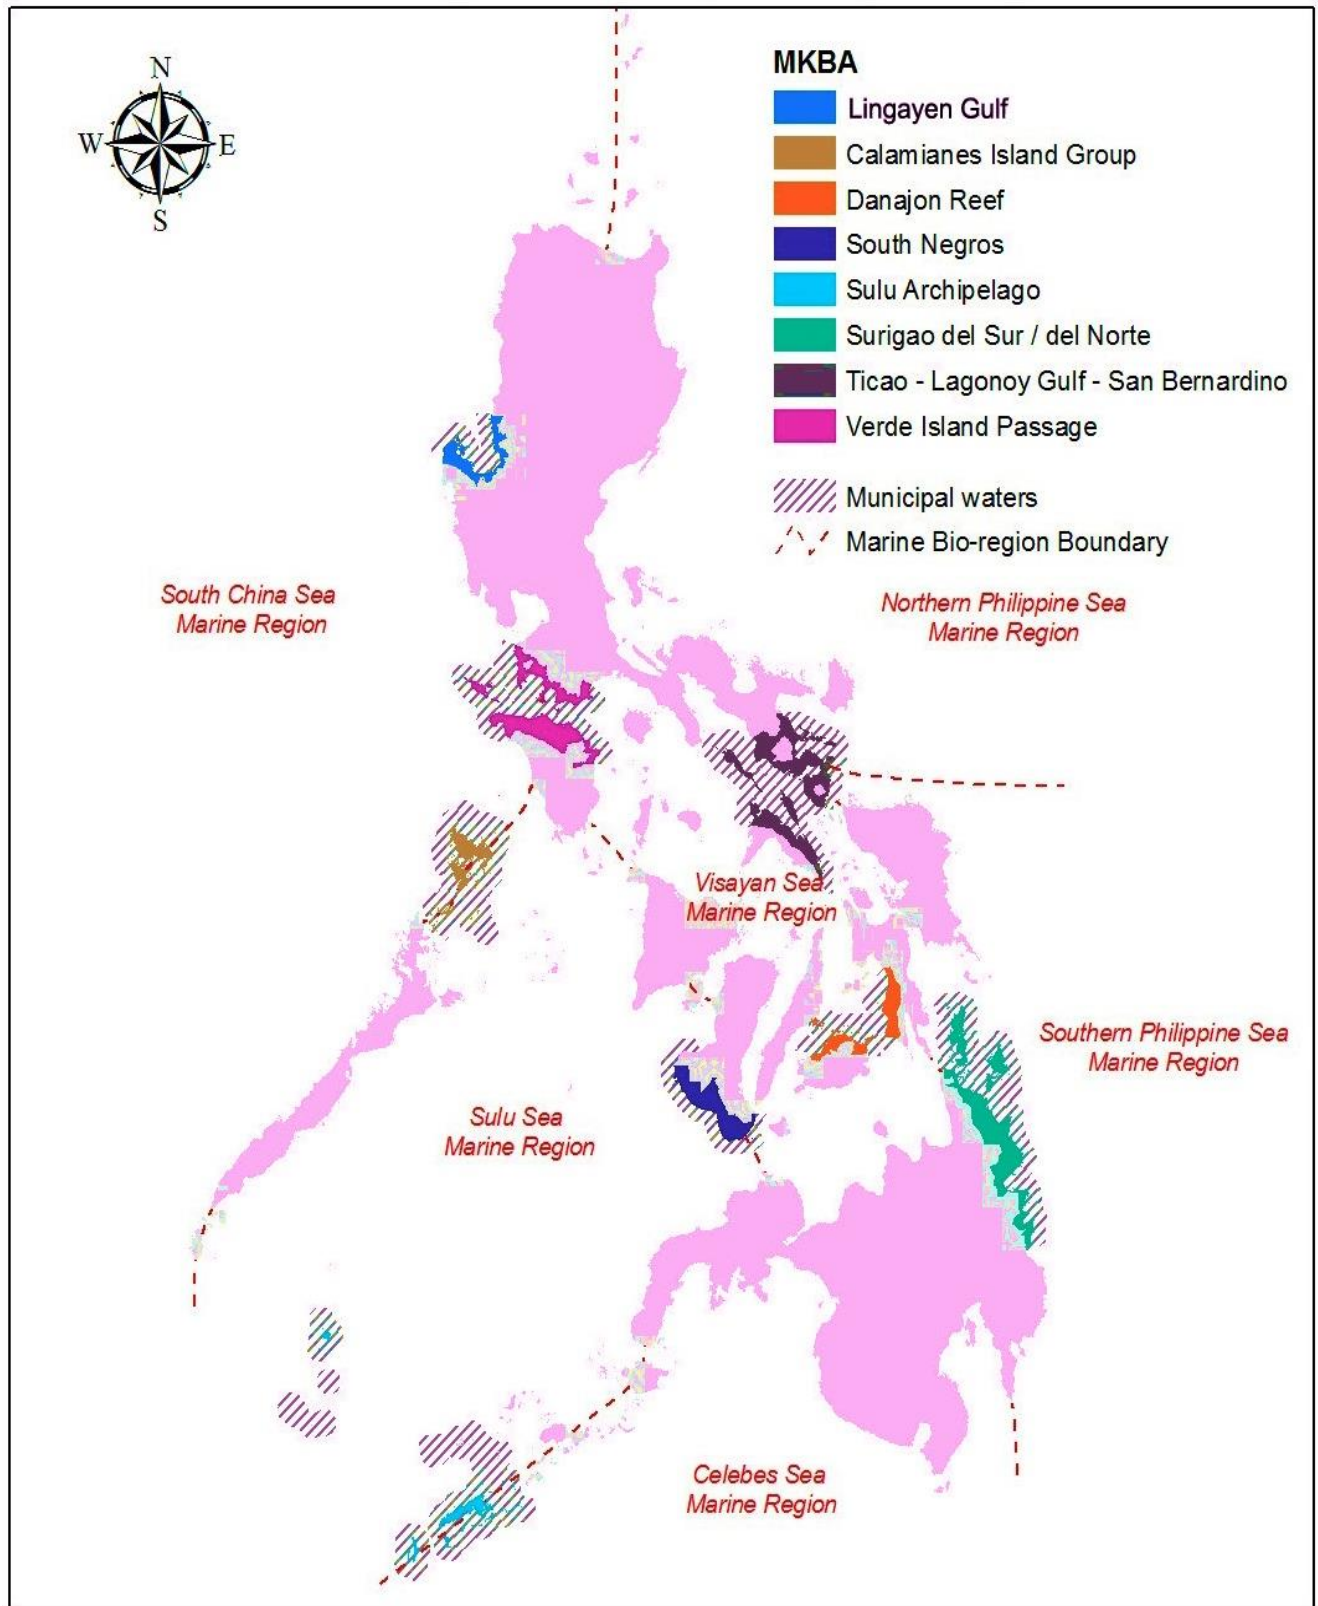 N
W
E
S
MKBA
Lingayen Gulf
Calamianes Island Group
Danajon Reef
South Negros
Sulu Archipelago
Surigao del Sur / del Norte
Ticao - Lagonoy Gulf - San Bernardino
Verde Island Passage
Municipal waters
Marine Bio-region Boundary
South China Sea
Marine Region
Northern Philippine Sea
Marine Region
Visayan Sea
Marine Region
Southern Philippine Sea
Marine Region
Sulu Sea
Marine Region
Celebes Sea
Marine Region